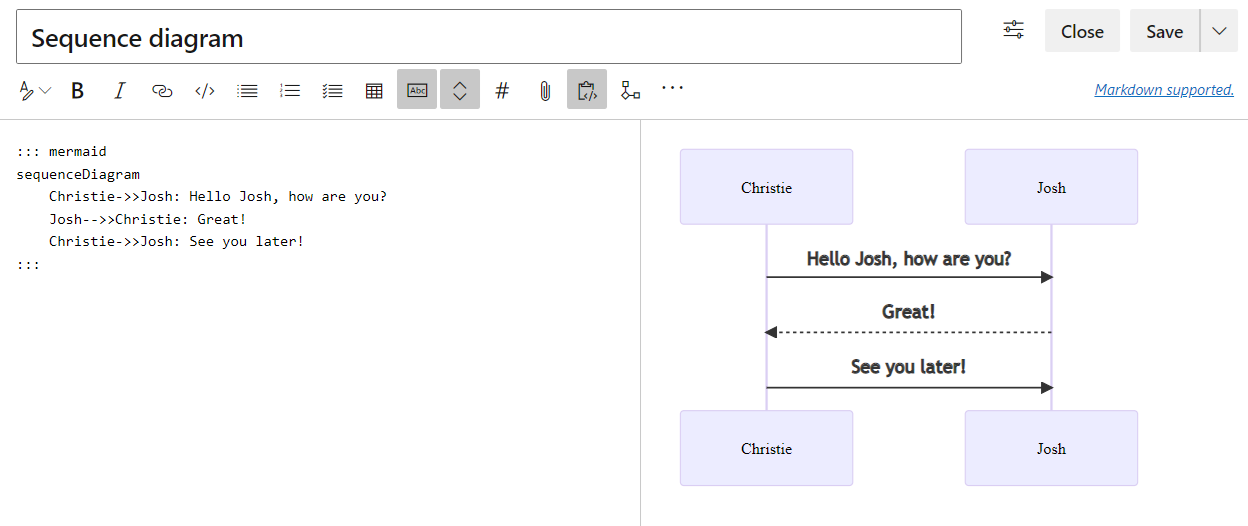 Sequence diagram
Close
Save
B
I
</>
Abc
#
...
Markdown supported.
::: mermaid
sequenceDiagram
    Christie->>Josh: Hello Josh, how are you?
    Josh-->>Christie: Great!
    Christie->>Josh: See you later!
:::
Christie
Josh
Hello Josh, how are you?
Great!
See you later!
Christie
Josh